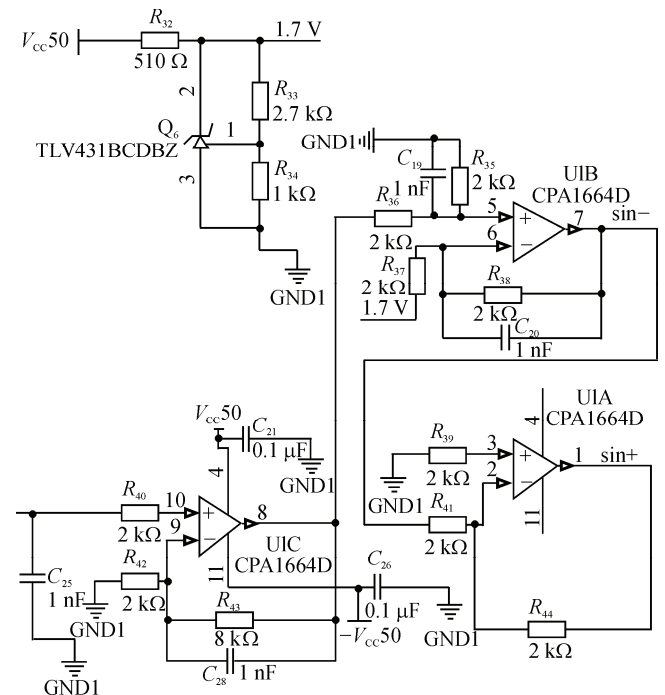 R32
VCC50
510 Ω
1.7 V
2
R33
2.7 kΩ
Q6
1
TLV431BCDBZ
3
R34
1 kΩ
GND1
GND1
C19
1 nF
R35
2 kΩ
U1B
CPA1664D
R36
2 kΩ
5
+
7
sin−
6
−
R37
2 kΩ
1.7 V
R38
2 kΩ
C20
1 nF
U1A
CPA1664D
4
R39
2 kΩ
3
+
1
sin+
2
−
GND1
R41
2 kΩ
11
R44
2 kΩ
VCC50
C21
0.1 μF
GND1
4
R40
2 kΩ
10
+
8
9
−
U1C
CPA1664D
11
R42
2 kΩ
GND1
C25
1 nF
GND1
R43
8 kΩ
C28
1 nF
C26
0.1 μF
GND1
−VCC50